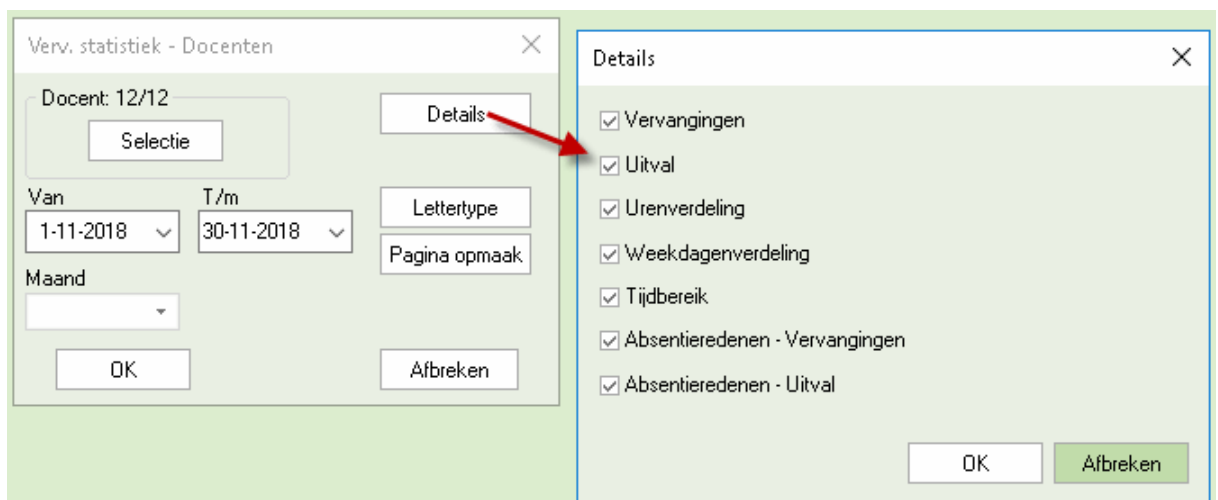 Verv. statistiek - Docenten
Docent: 12/12
Selectie
Details
Van
T/m
1-11-2018
30-11-2018
Lettertype
Pagina opmaak
Maand
OK
Afbreken
Details
Vervangingen
Uitval
Urenverdeling
Weekdagenverdeling
Tijdbereik
Absentieredenen - Vervangingen
Absentieredenen - Uitval
OK
Afbreken